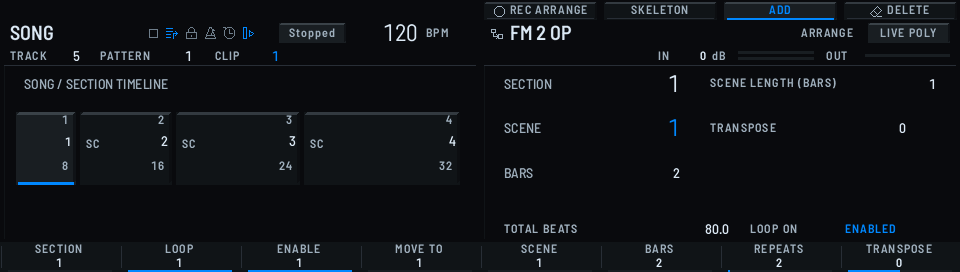 REC ARRANGE SKELETON ADD DELETE
SONG Stopped 120 BPM FM 2 OP ARRANGE LIVE POLY
TRACK 5 PATTERN 1 CLIP 1 IN 0 dB OUT
SONG / SECTION TIMELINE
1 2 3 4
1 SC 2 SC 3 SC 4
8 16 24 32
SECTION 1 SCENE LENGTH (BARS) 1
SCENE 1 TRANSPOSE 0
BARS 2
TOTAL BEATS 80.0 LOOP ON ENABLED
SECTION LOOP ENABLE MOVE TO SCENE BARS REPEATS TRANSPOSE
1 1 1 1 1 2 2 0